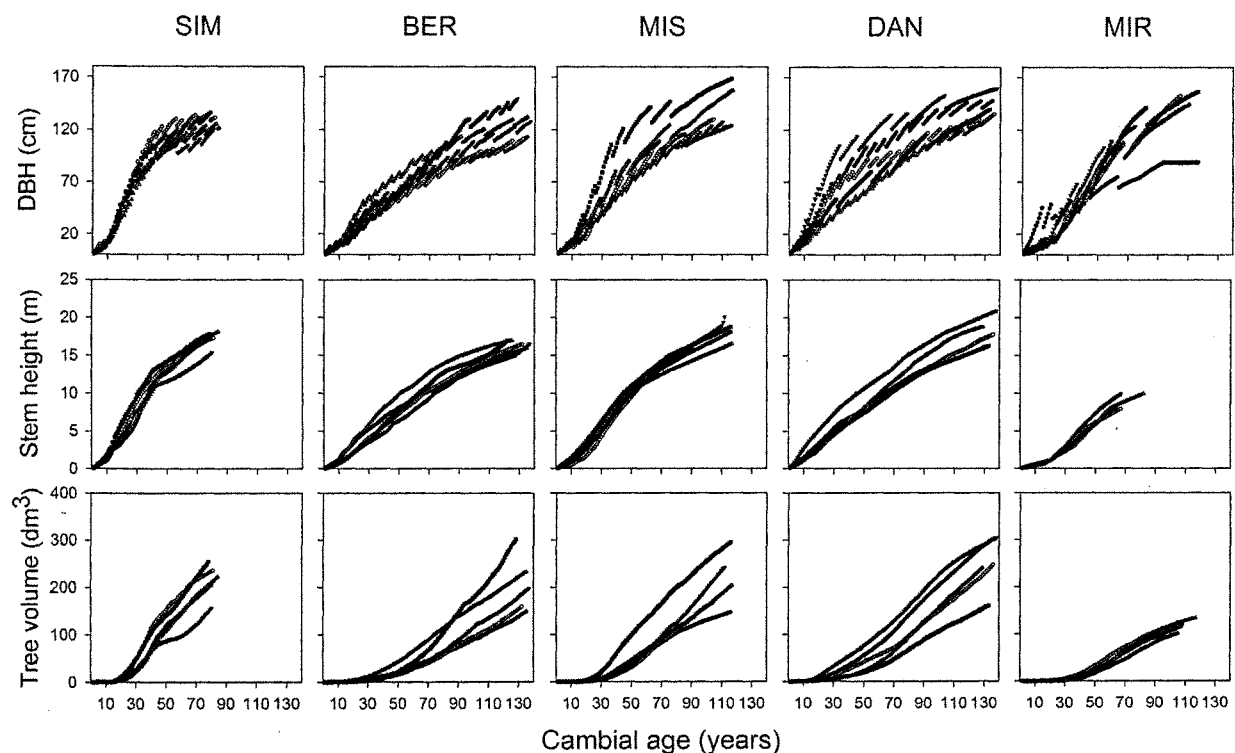 SIM BER MIS DAN MIR
DBH (cm)
170
120
70
20
Stem height (m)
25
20
15
10
5
0
Tree volume (dm³)
400
300
200
100
0
10 30 50 70 90 110 130 10 30 50 70 90 110 130 10 30 50 70 90 110 130 10 30 50 70 90 110 130 10 30 50 70 90 110 130
Cambial age (years)